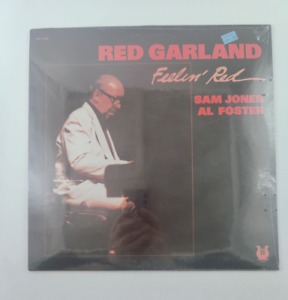 RED GARLAND
Feelin' Red
SAM JONES
AL FOSTER